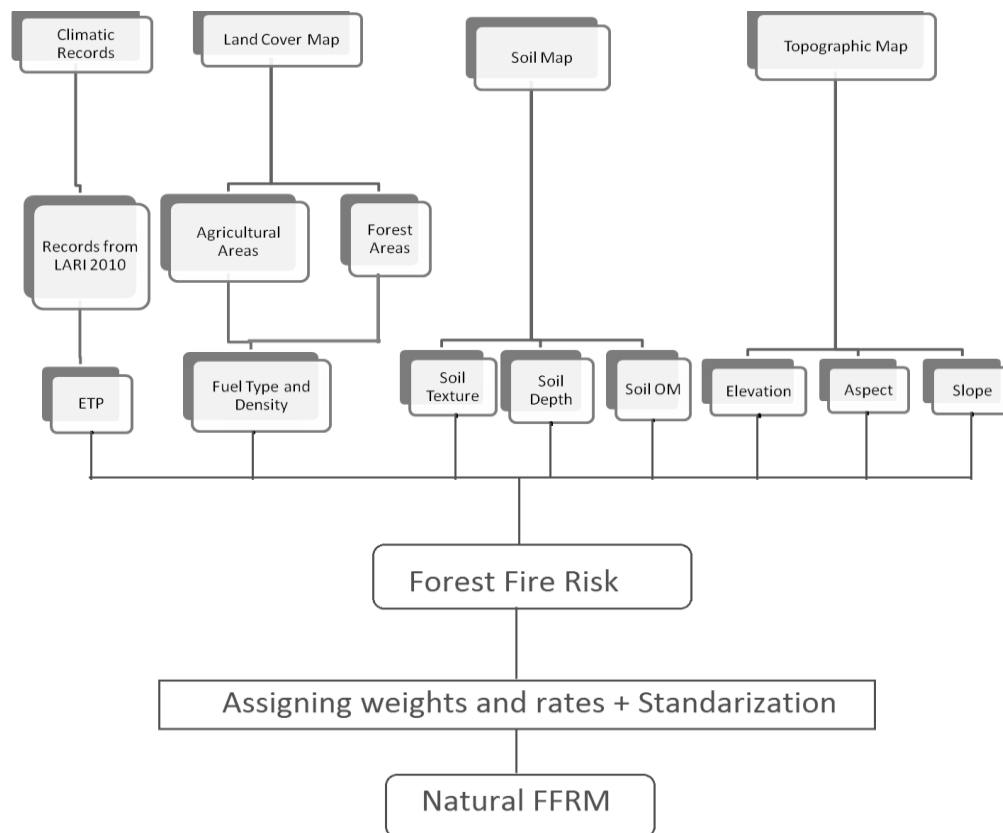 Climatic
Records
Land Cover Map
Soil Map
Topographic Map
Records from
LARI 2010
Agricultural
Areas
Forest
Areas
ETP
Fuel Type and
Density
Soil
Texture
Soil
Depth
Soil OM
Elevation
Aspect
Slope
Forest Fire Risk
Assigning weights and rates + Standarization
Natural FFRM